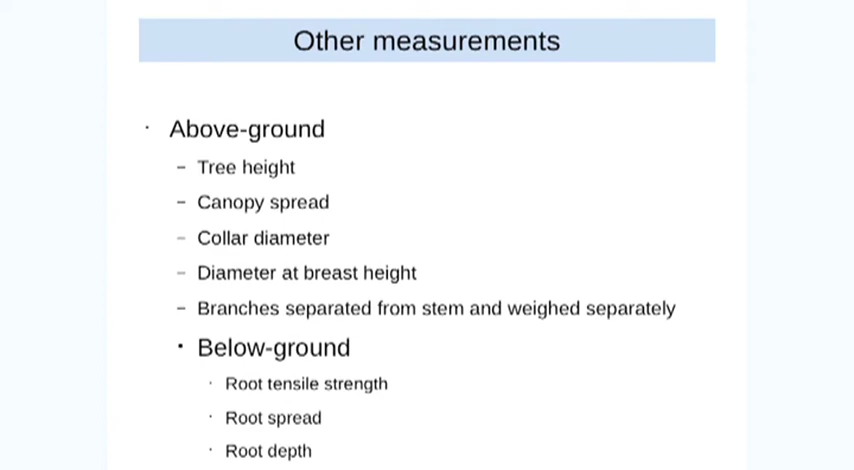 Other measurements
· Above-ground
– Tree height
– Canopy spread
– Collar diameter
– Diameter at breast height
– Branches separated from stem and weighed separately
· Below-ground
· Root tensile strength
· Root spread
· Root depth